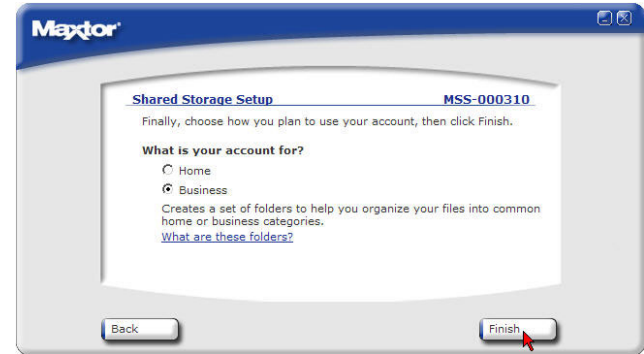 Maxtor
Shared Storage Setup MSS-000310
Finally, choose how you plan to use your account, then click Finish.
What is your account for?
Home
Business
Creates a set of folders to help you organize your files into common
home or business categories.
What are these folders?
Back Finish